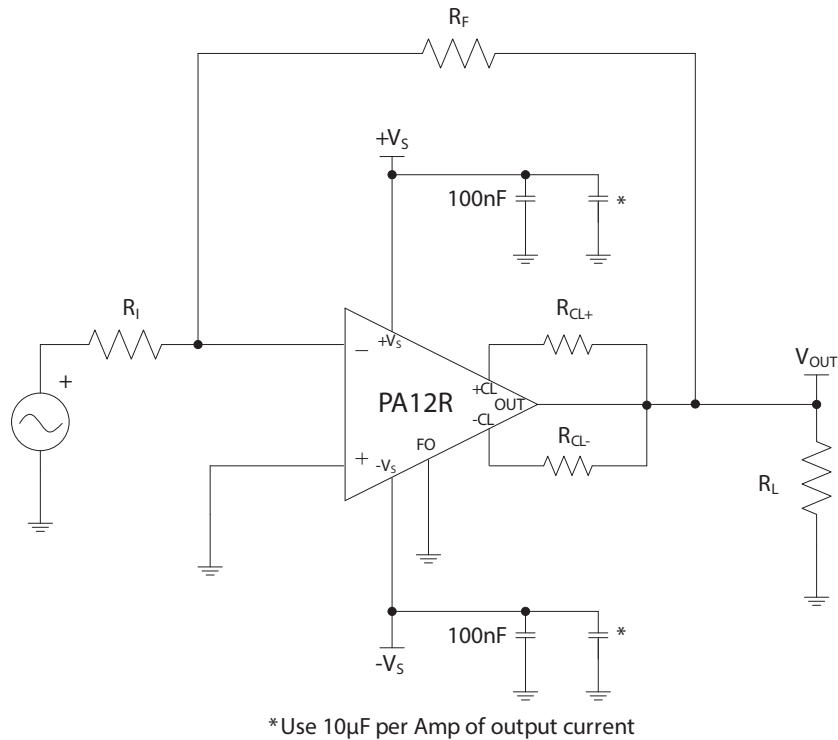 R_F
+V_S
100nF
*
R_I
+
+V_S
−
R_CL+
+CL
V_OUT
PA12R
OUT
-CL
R_CL-
FO
+
-V_S
R_L
100nF
*
-V_S
*Use 10μF per Amp of output current